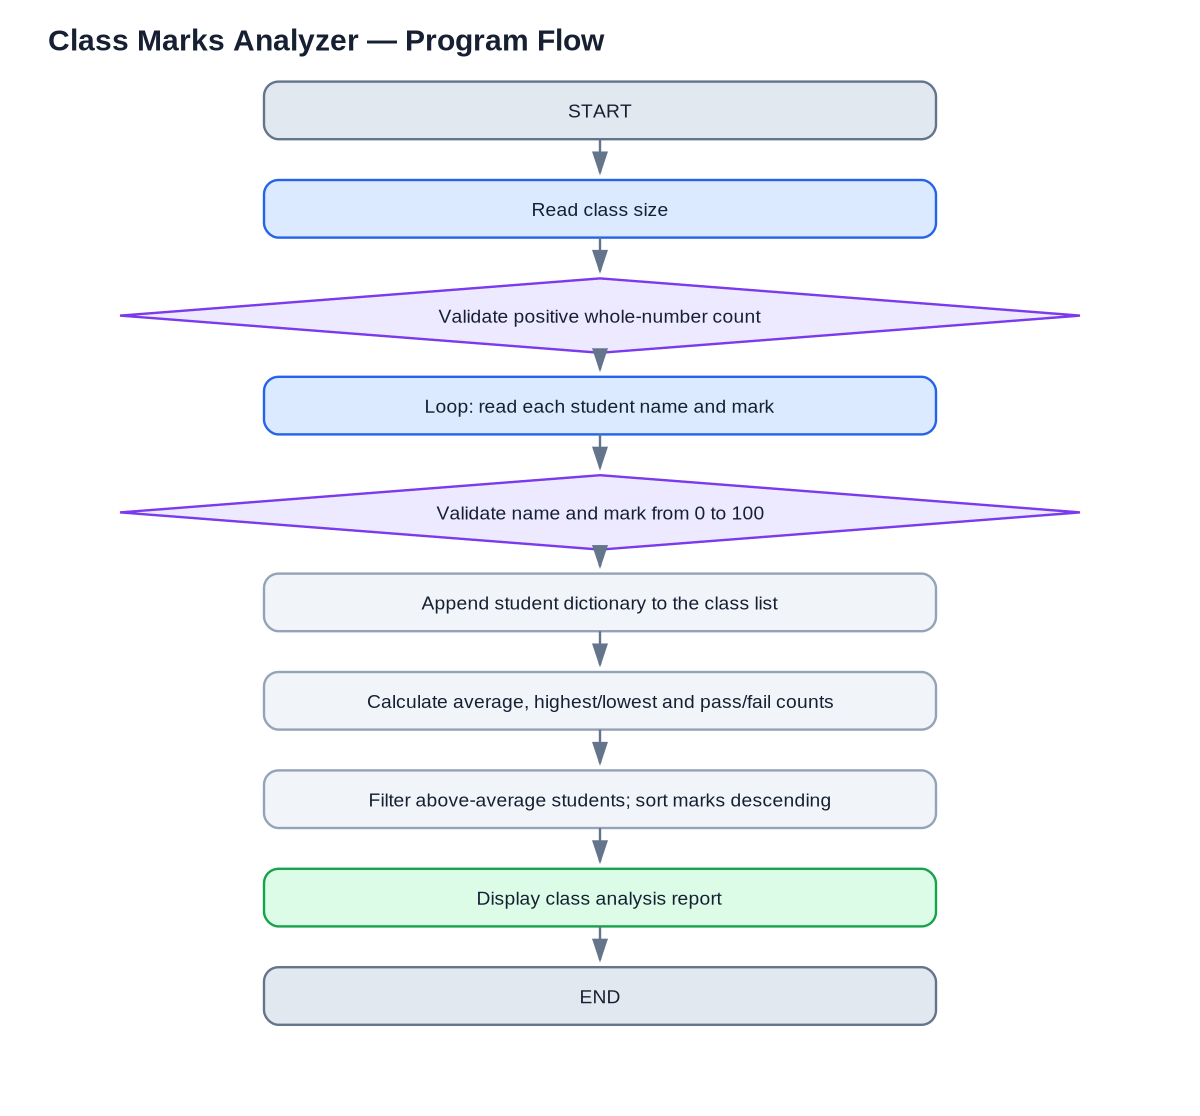 Class Marks Analyzer — Program Flow
START
Read class size
Validate positive whole-number count
Loop: read each student name and mark
Validate name and mark from 0 to 100
Append student dictionary to the class list
Calculate average, highest/lowest and pass/fail counts
Filter above-average students; sort marks descending
Display class analysis report
END